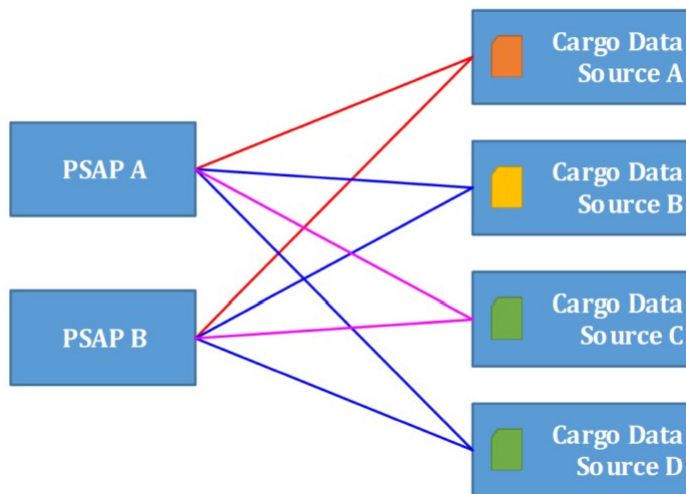 Cargo Data
Source A
PSAP A
Cargo Data
Source B
PSAP B
Cargo Data
Source C
Cargo Data
Source D